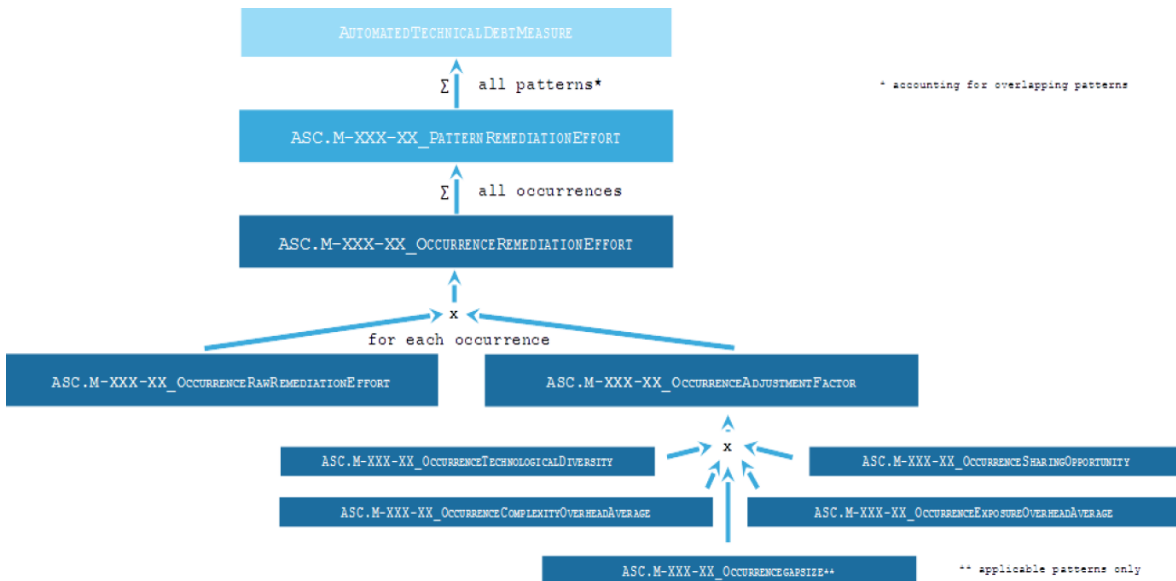 AUTOMATEDTECHNICALDEBTMEASURE
Σ all patterns*
* accounting for overlapping patterns
ASC.M-XXX-XX_PATTERNREMEDIATIONEFFORT
Σ all occurrences
ASC.M-XXX-XX_OCCURRENCEREMEDIATIONEFFORT
x
for each occurrence
ASC.M-XXX-XX_OCCURRENCERAWREMEDIATIONEFFORT
ASC.M-XXX-XX_OCCURRENCEADJUSTMENTFACTOR
x
ASC.M-XXX-XX_OCCURRENCETECHNOLOGICALDIVERSITY
ASC.M-XXX-XX_OCCURRENCESHARINGOPPORTUNITY
ASC.M-XXX-XX_OCCURRENCECOMPLEXITYOVERHEADAVERAGE
ASC.M-XXX-XX_OCCURRENCEEXPOSUREOVERHEADAVERAGE
ASC.M-XXX-XX_OCCURRENCEGAPSIZE**
** applicable patterns only